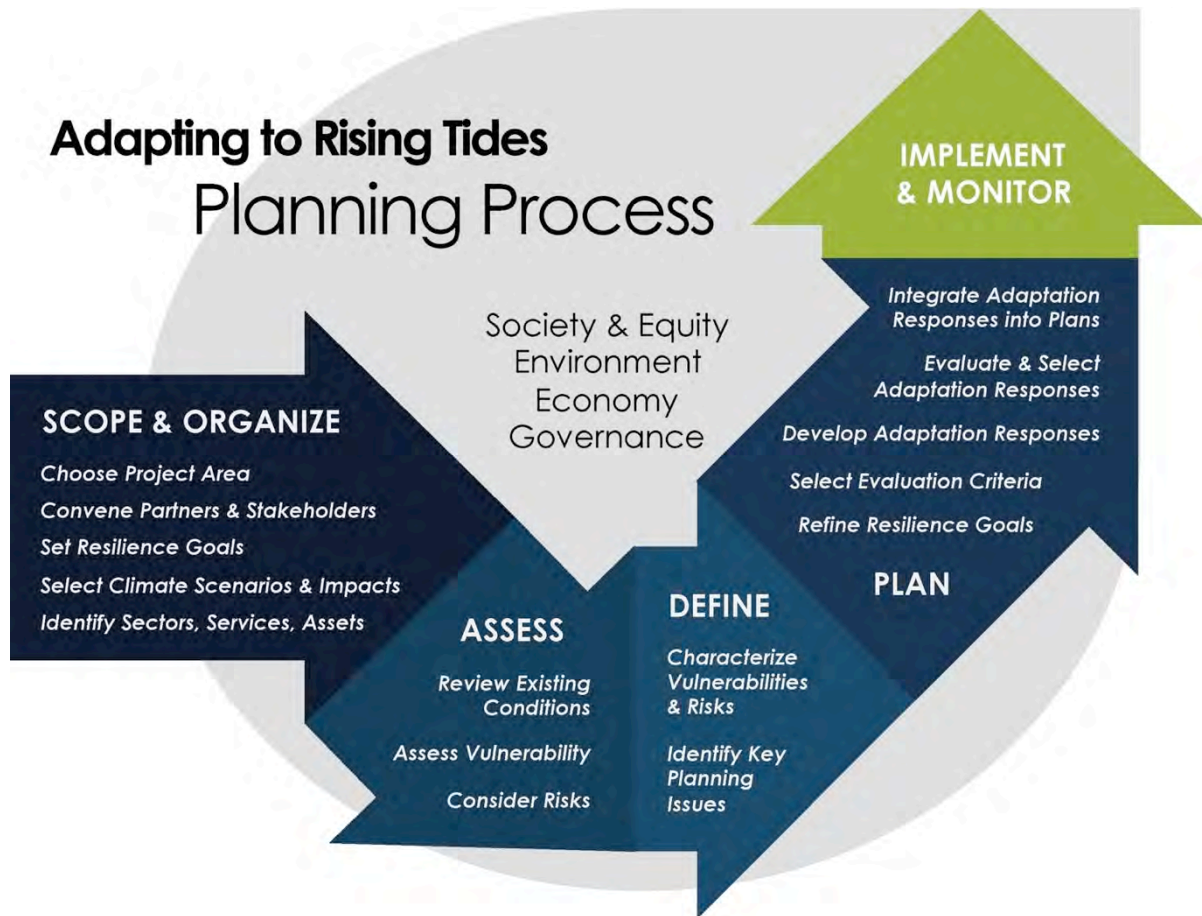 Adapting to Rising Tides
Planning Process
Society & Equity
Environment
Economy
Governance
SCOPE & ORGANIZE
Choose Project Area
Convene Partners & Stakeholders
Set Resilience Goals
Select Climate Scenarios & Impacts
Identify Sectors, Services, Assets
ASSESS
Review Existing
Conditions
Assess Vulnerability
Consider Risks
DEFINE
Characterize
Vulnerabilities
& Risks
Identify Key
Planning
Issues
PLAN
Refine Resilience Goals
Select Evaluation Criteria
Develop Adaptation Responses
Evaluate & Select
Adaptation Responses
Integrate Adaptation
Responses into Plans
IMPLEMENT
& MONITOR